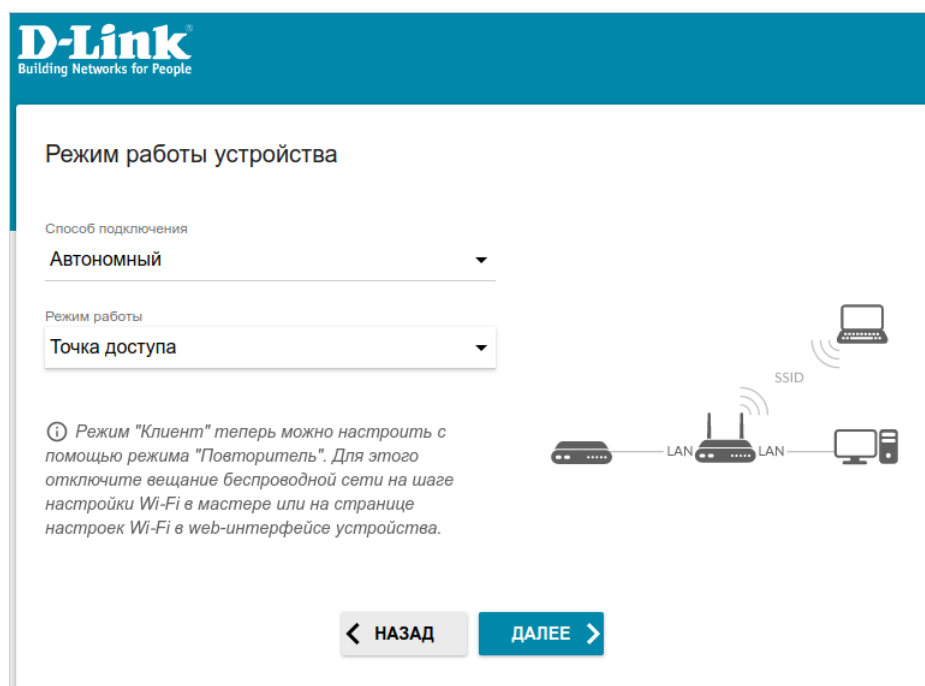 D-Link®
Building Networks for People
Режим работы устройства
Способ подключения
Автономный
Режим работы
Точка доступа
SSID
LAN
LAN
Режим "Клиент" теперь можно настроить с
помощью режима "Повторитель". Для этого
отключите вещание беспроводной сети на шаге
настройки Wi-Fi в мастере или на странице
настроек Wi-Fi в web-интерфейсе устройства.
НАЗАД
ДАЛЕЕ